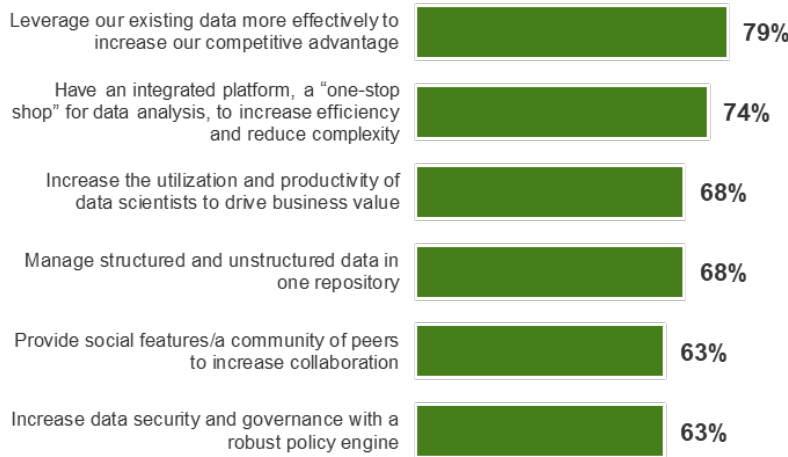 Leverage our existing data more effectively to
increase our competitive advantage
79%
Have an integrated platform, a “one-stop
shop” for data analysis, to increase efficiency
and reduce complexity
74%
Increase the utilization and productivity of
data scientists to drive business value
68%
Manage structured and unstructured data in
one repository
68%
Provide social features/a community of peers
to increase collaboration
63%
Increase data security and governance with a
robust policy engine
63%